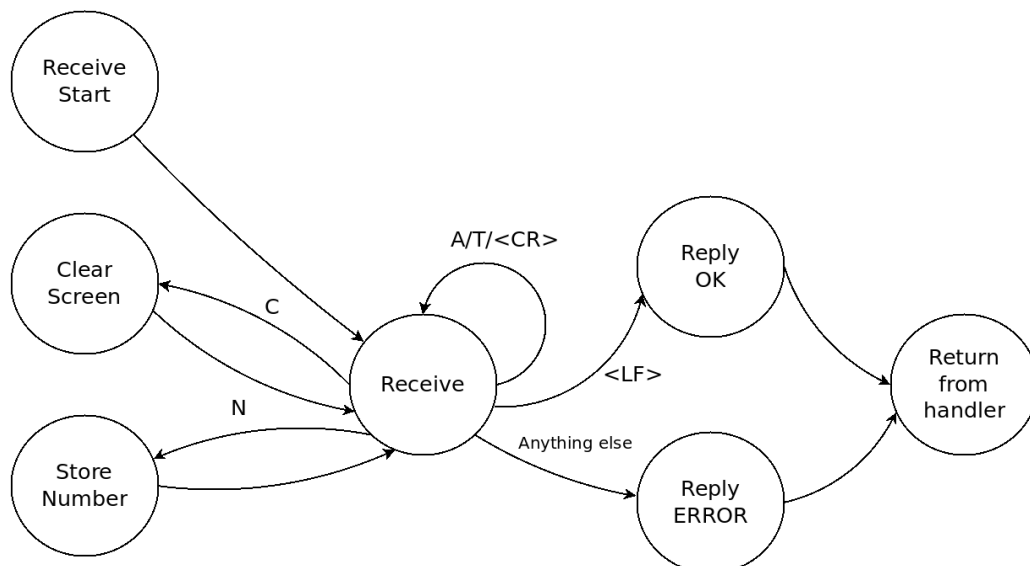 Receive
Start
Clear
Screen
C
A/T/<CR>
Reply
OK
Receive
<LF>
Return
from
handler
N
Anything else
Store
Number
Reply
ERROR